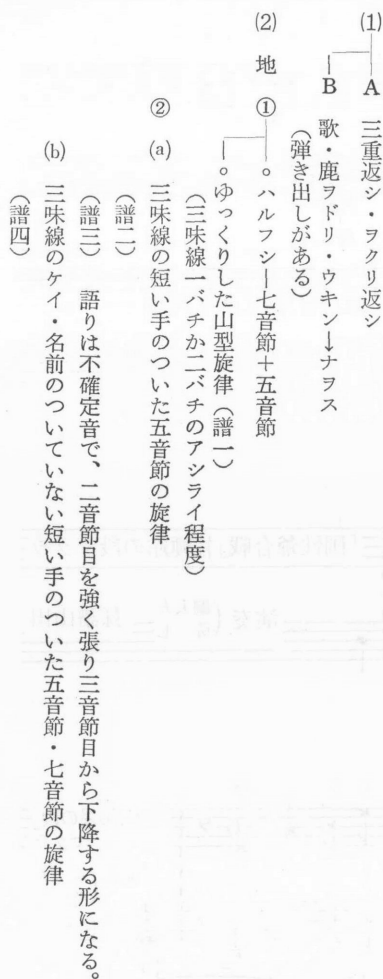 (1) A 三重返シ・ヲクリ返シ
B 歌・鹿ヲドリ・ウキン→ナヲス
(弾き出しがある)
(2) 地 ① ○ハルフシ―七音節＋五音節
○ゆっくりした山型旋律（譜一）
(三味線一バチか二バチのアシライ程度)
② (a) 三味線の短い手のついた五音節の旋律
(譜二)
(譜三) 語りは不確定音で、二音節目を強く張り三音節目から下降する形になる。
(b) 三味線のケイ・名前のついていない短い手のついた五音節・七音節の旋律
(譜四)